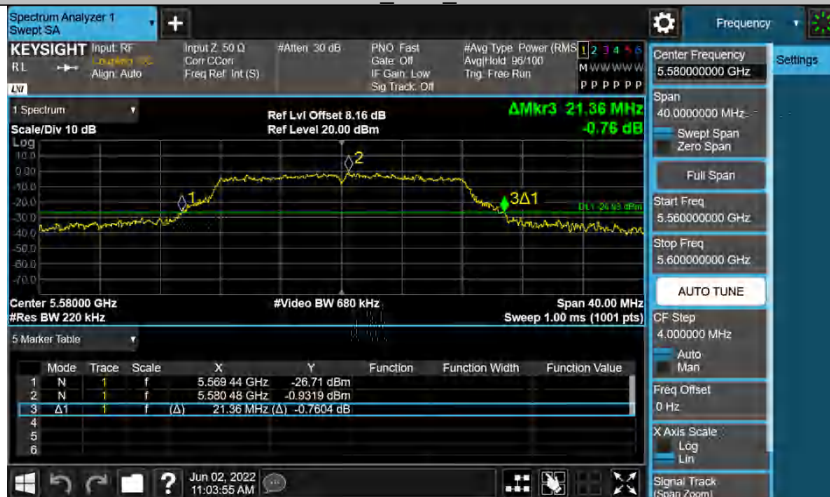 Spectrum Analyzer 1
Swept SA
+
Frequency
KEYSIGHT
RL
LXI
Input: RF
Align: Auto
Input Z: 50 Ω
Corr CCorr
Freq Ref: Int (S)
#Atten: 30 dB
PNO: Fast
Gate: Off
IF Gain: Low
Sig Track: Off
#Avg Type: Power (RMS
Avg|Hold: 96/100
Trig: Free Run
1 2 3 4 5 6
M W W W W W
P P P P P P
Center Frequency
5.580000000 GHz
Settings
Span
40.0000000 MHz
Swept Span
Zero Span
Full Span
Start Freq
5.560000000 GHz
Stop Freq
5.600000000 GHz
AUTO TUNE
CF Step
4.000000 MHz
Auto
Man
Freq Offset
0 Hz
X Axis Scale
Log
Lin
Signal Track
(Span Zoom)
1 Spectrum
Scale/Div 10 dB
Ref Lvl Offset 8.16 dB
Ref Level 20.00 dBm
ΔMkr3 21.36 MHz
-0.76 dB
Log
10.0
0.00
-10.0
-20.0
-30.0
-40.0
-50.0
-60.0
-70.0
1
2
3Δ1
DL1 -26.93 dBm
Center 5.58000 GHz
#Video BW 680 kHz
Span 40.00 MHz
#Res BW 220 kHz
Sweep 1.00 ms (1001 pts)
5 Marker Table
Mode Trace Scale X Y Function Function Width Function Value
1 N 1 f 5.569 44 GHz -26.71 dBm
2 N 1 f 5.580 48 GHz -0.9319 dBm
3 Δ1 1 f (Δ) 21.36 MHz (Δ) -0.7604 dB
4
5
6
?
Jun 02, 2022
11:03:55 AM